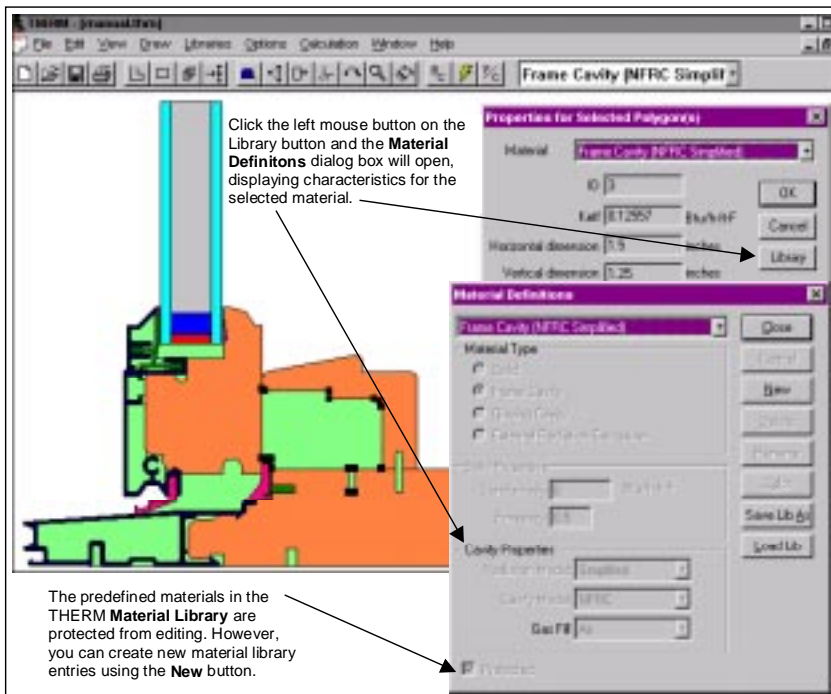 THERM - [manual.thm]
File Edit View Draw Libraries Options Calculation Window Help
Frame Cavity (NFRC Simplif
Click the left mouse button on the
Library button and the Material
Definitons dialog box will open,
displaying characteristics for the
selected material.
Properties for Selected Polygon(s)
Material Frame Cavity (NFRC Simplified)
ID 3
OK
Keff 0.12957 Btu/h-ft-F
Cancel
Horizontal dimension 1.5 inches
Library
Vertical dimension 1.25 inches
Material Definitions
Frame Cavity (NFRC Simplified)
Close
Material Type
Solid
Frame Cavity
New
Cavity Properties
Simplified
NFRC
Gas Fill Air
Save Lib As
Load Lib
Protected
The predefined materials in the
THERM Material Library are
protected from editing. However,
you can create new material library
entries using the New button.